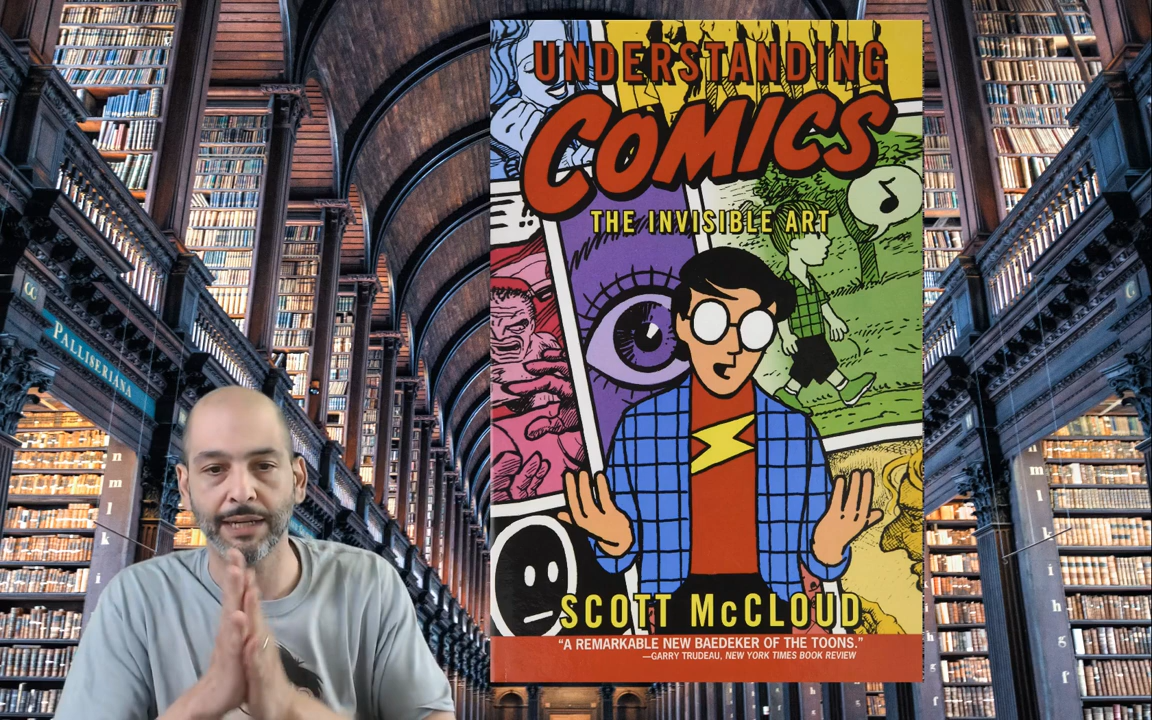 UNDERSTANDING
COMICS
THE INVISIBLE ART
SCOTT McCLOUD
“A REMARKABLE NEW BAEDEKER OF THE TOONS.”
—GARRY TRUDEAU, NEW YORK TIMES BOOK REVIEW
CC
PALLISERIANA
G
n
m
l
k
i
m
l
k
i
h
g
f
h
g
f